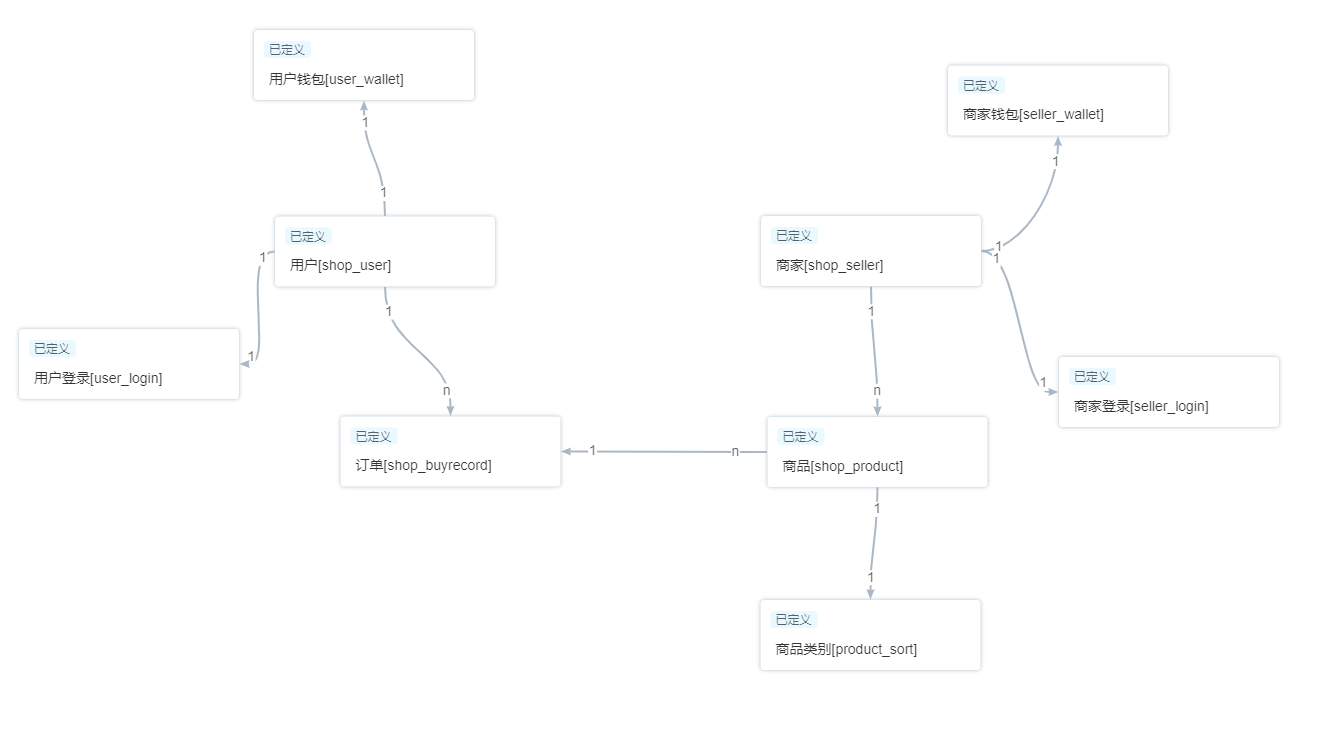 已定义
用户钱包[user_wallet]
已定义
商家钱包[seller_wallet]
1
1
1
已定义
用户[shop_user]
已定义
商家[shop_seller]
1
1
1
1
1
已定义
用户登录[user_login]
1
已定义
商家登录[seller_login]
1
n
n
已定义
订单[shop_buyrecord]
1
n
已定义
商品[shop_product]
1
1
已定义
商品类别[product_sort]